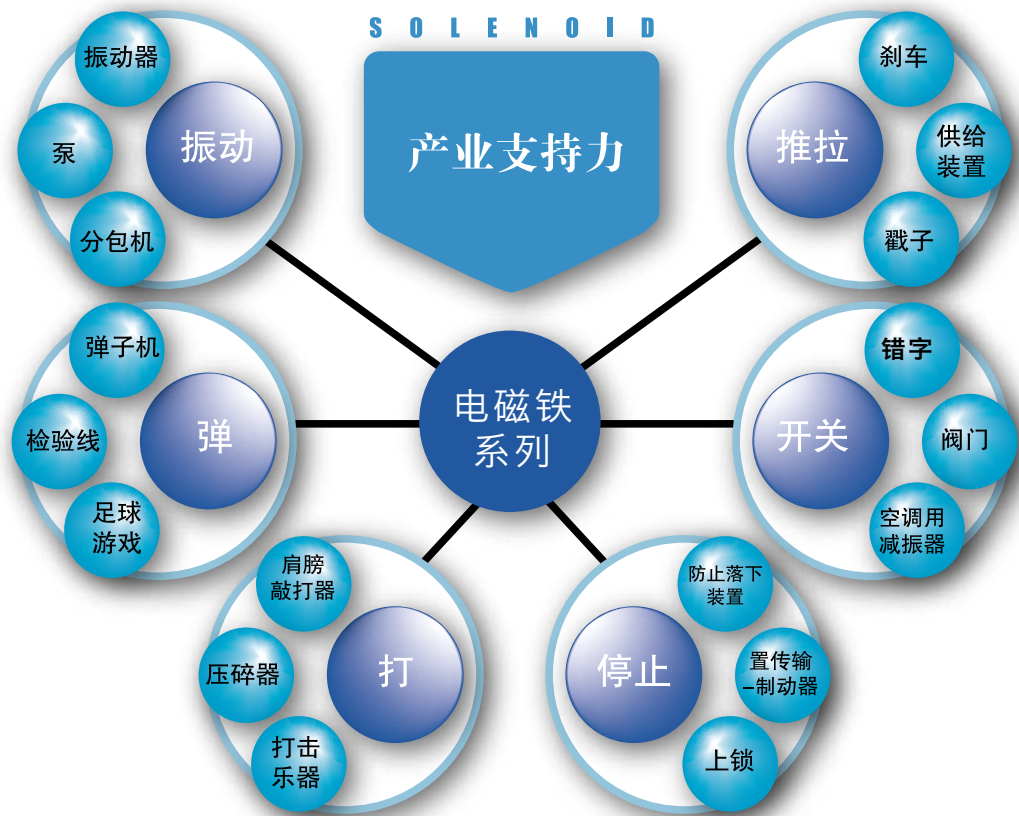 SOLENOID
产业支持力
电磁铁
系列
振动
振动器
泵
分包机
推拉
刹车
供给
装置
戳子
弹
弹子机
检验线
足球
游戏
开关
错字
阀门
空调用
减振器
打
肩膀
敲打器
压碎器
打击
乐器
停止
防止落下
装置
置传输
-制动器
上锁